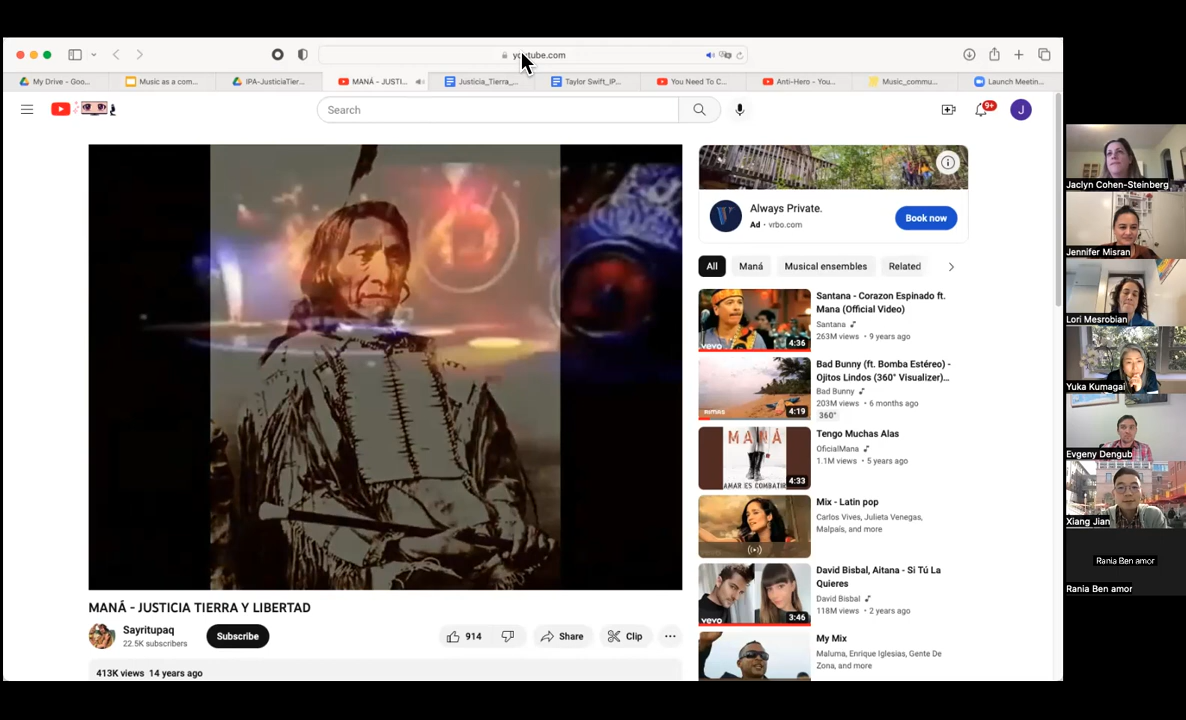 youtube.com
My Drive - Goo...
Music as a com...
IPA-JusticiaTier...
MANÁ - JUSTI...
Justicia_Tierra_...
Taylor Swift_IP...
You Need To C...
Anti-Hero - You...
Music_commu...
Launch Meetin...
Search
9+
J
Always Private.
Ad · vrbo.com
Book now
All
Maná
Musical ensembles
Related
Santana - Corazon Espinado ft.
Mana (Official Video)
Santana
263M views • 9 years ago
vevo
4:36
Bad Bunny (ft. Bomba Estéreo) -
Ojitos Lindos (360° Visualizer)...
Bad Bunny
203M views • 6 months ago
360°
RIMAS
4:19
Tengo Muchas Alas
OficialMana
1.1M views • 5 years ago
MANÁ
AMAR ES COMBATIR
4:33
Mix - Latin pop
Carlos Vives, Julieta Venegas,
Malpaís, and more
David Bisbal, Aitana - Si Tú La
Quieres
David Bisbal
118M views • 2 years ago
vevo
3:46
My Mix
Maluma, Enrique Iglesias, Gente De
Zona, and more
MANÁ - JUSTICIA TIERRA Y LIBERTAD
Sayritupaq
22.5K subscribers
Subscribe
914
Share
Clip
413K views 14 years ago
Jaclyn Cohen-Steinberg
Jennifer Misran
Lori Mesrobian
Yuka Kumagai
Evgeny Dengub
Xiang Jian
Rania Ben amor
Rania Ben amor